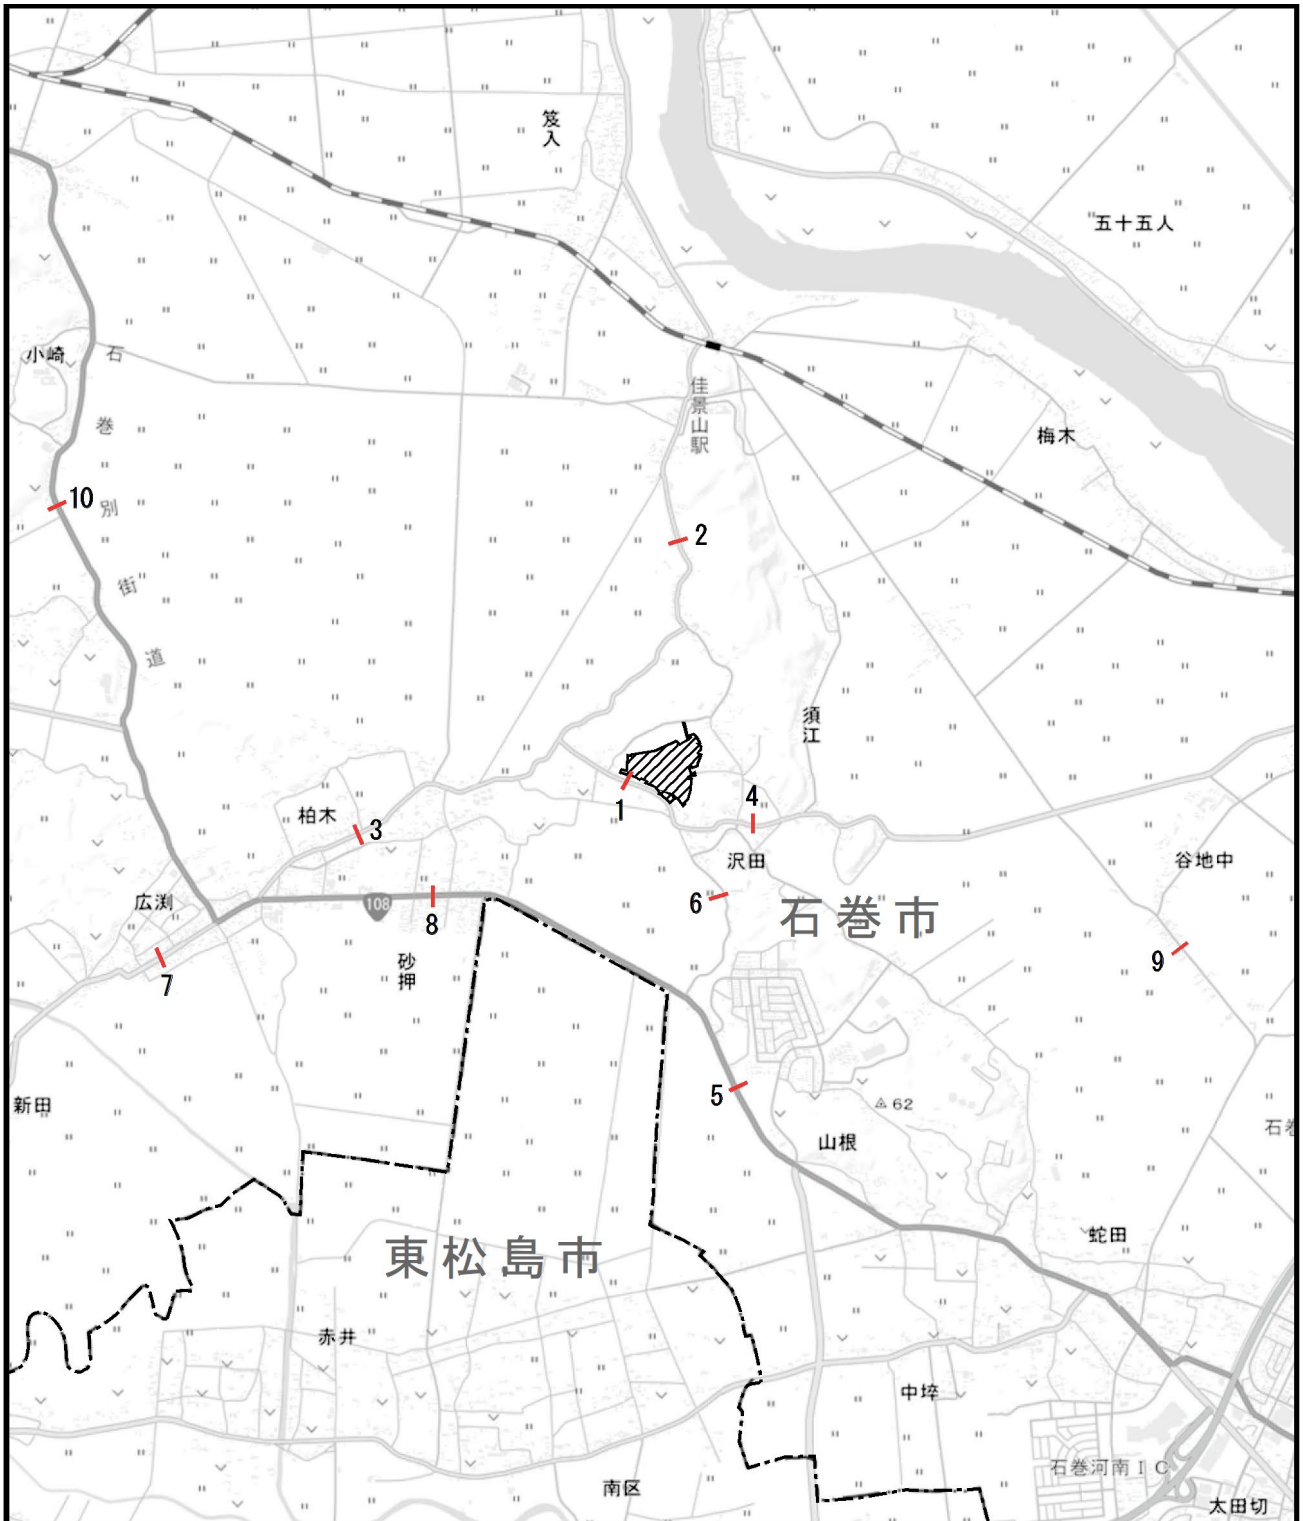 笈入
五十五人
小崎
石巻別街道
佳景山駅
梅木
10
2
須江
1
4
柏木
3
沢田
谷地中
広渕
108
8
6
石巻市
9
7
砂押
5
62
新田
山根
石巻
蛇田
東松島市
赤井
中埣
石巻河南IC
南区
太田切